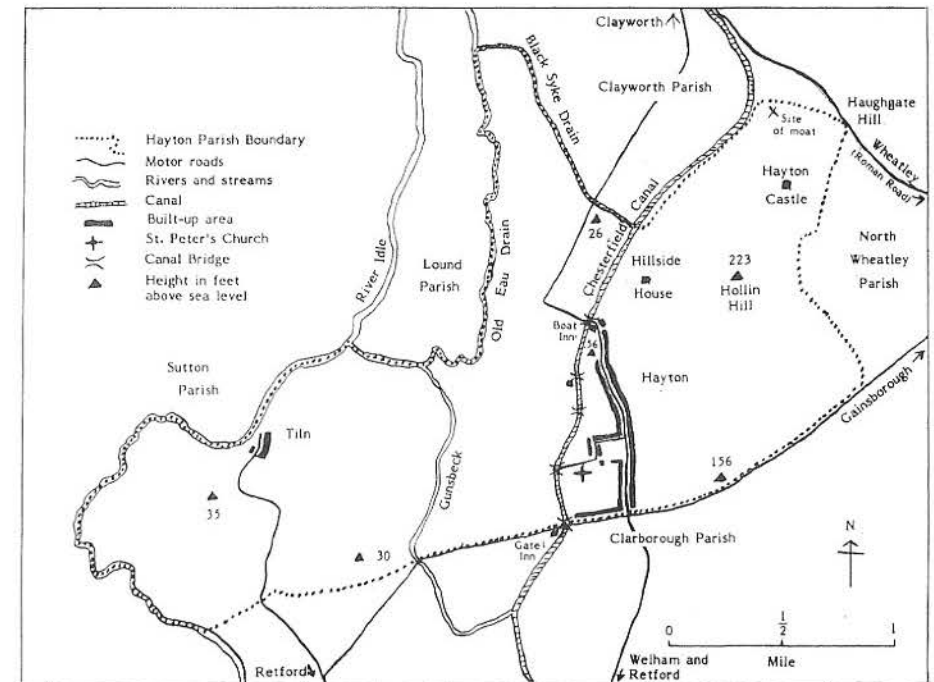 Clayworth
Clayworth Parish
Black Syke Drain
Haughgate
Hill
Wheatley
(Roman Road)
Site
of moat
Hayton
Castle
North
Wheatley
Parish
Hayton Parish Boundary
Motor roads
Rivers and streams
Canal
Built-up area
St. Peter's Church
Canal Bridge
Height in feet
above sea level
River Idle
Lound
Parish
Old Eau Drain
26
Chesterfield Canal
Hillside
House
223
Hollin
Hill
Boat
Inn
56
Hayton
Gainsborough
Sutton
Parish
Tiln
35
Gunsbeck
30
156
Gate
Inn
Clarborough Parish
N
0
1/2
1
Mile
Retford
Welham and
Retford